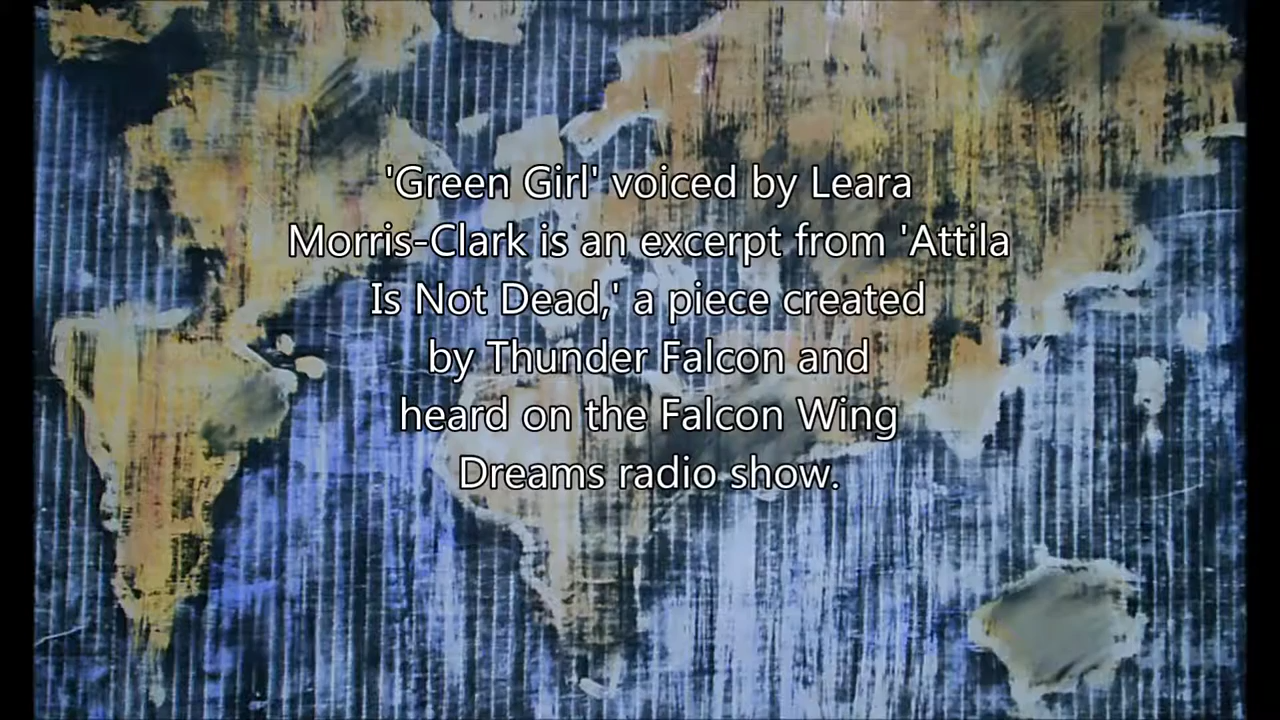 'Green Girl' voiced by Leara
Morris-Clark is an excerpt from 'Attila
Is Not Dead,' a piece created
by Thunder Falcon and
heard on the Falcon Wing
Dreams radio show.